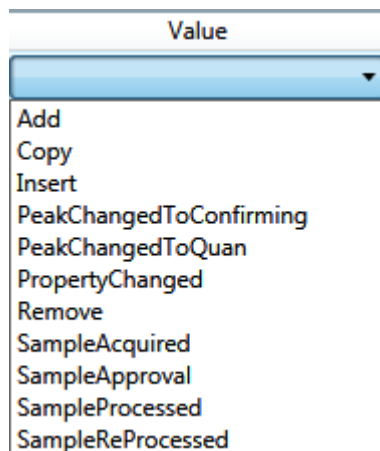 Value
Add
Copy
Insert
PeakChangedToConfirming
PeakChangedToQuan
PropertyChanged
Remove
SampleAcquired
SampleApproval
SampleProcessed
SampleReProcessed